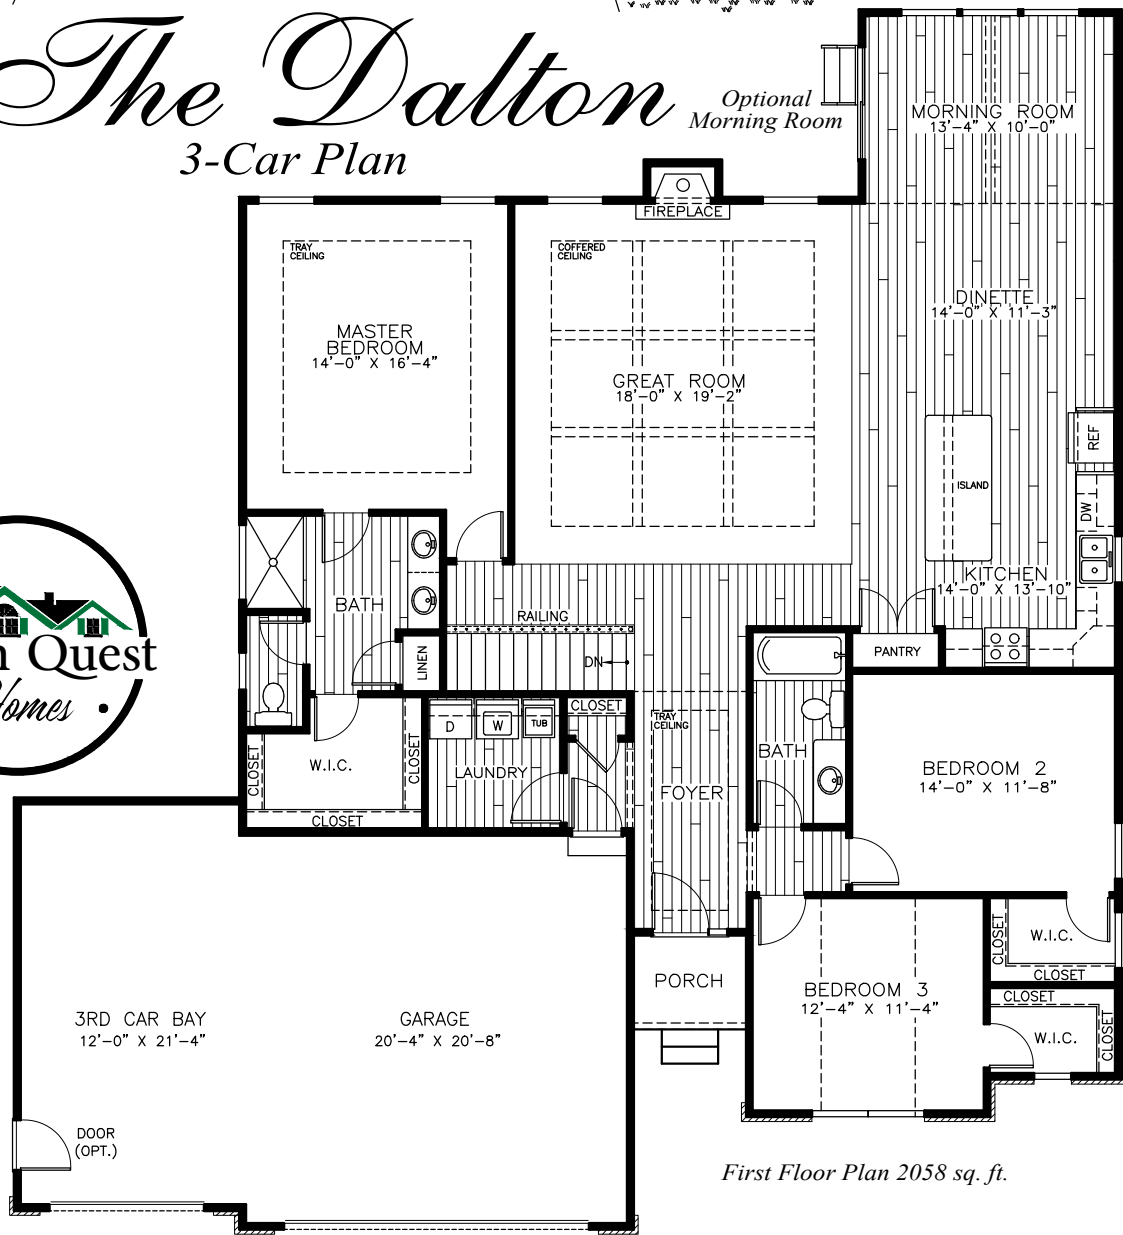 The Dalton
3-Car Plan
Optional
Morning Room
MORNING ROOM
13'-4" X 10'-0"
FIREPLACE
TRAY
CEILING
COFFERED
CEILING
DINETTE
14'-0" X 11'-3"
MASTER
BEDROOM
14'-0" X 16'-4"
GREAT ROOM
18'-0" X 19'-2"
REF
ISLAND
DW
KITCHEN
14'-0" X 13'-10"
BATH
RAILING
LINEN
DN
PANTRY
Quest
Homes
CLOSET
TRAY
CEILING
D
W
TUB
CLOSET
W.I.C.
CLOSET
LAUNDRY
BATH
FOYER
BEDROOM 2
14'-0" X 11'-8"
CLOSET
CLOSET
W.I.C.
CLOSET
PORCH
BEDROOM 3
12'-4" X 11'-4"
CLOSET
W.I.C.
CLOSET
3RD CAR BAY
12'-0" X 21'-4"
GARAGE
20'-4" X 20'-8"
DOOR
(OPT.)
First Floor Plan 2058 sq. ft.